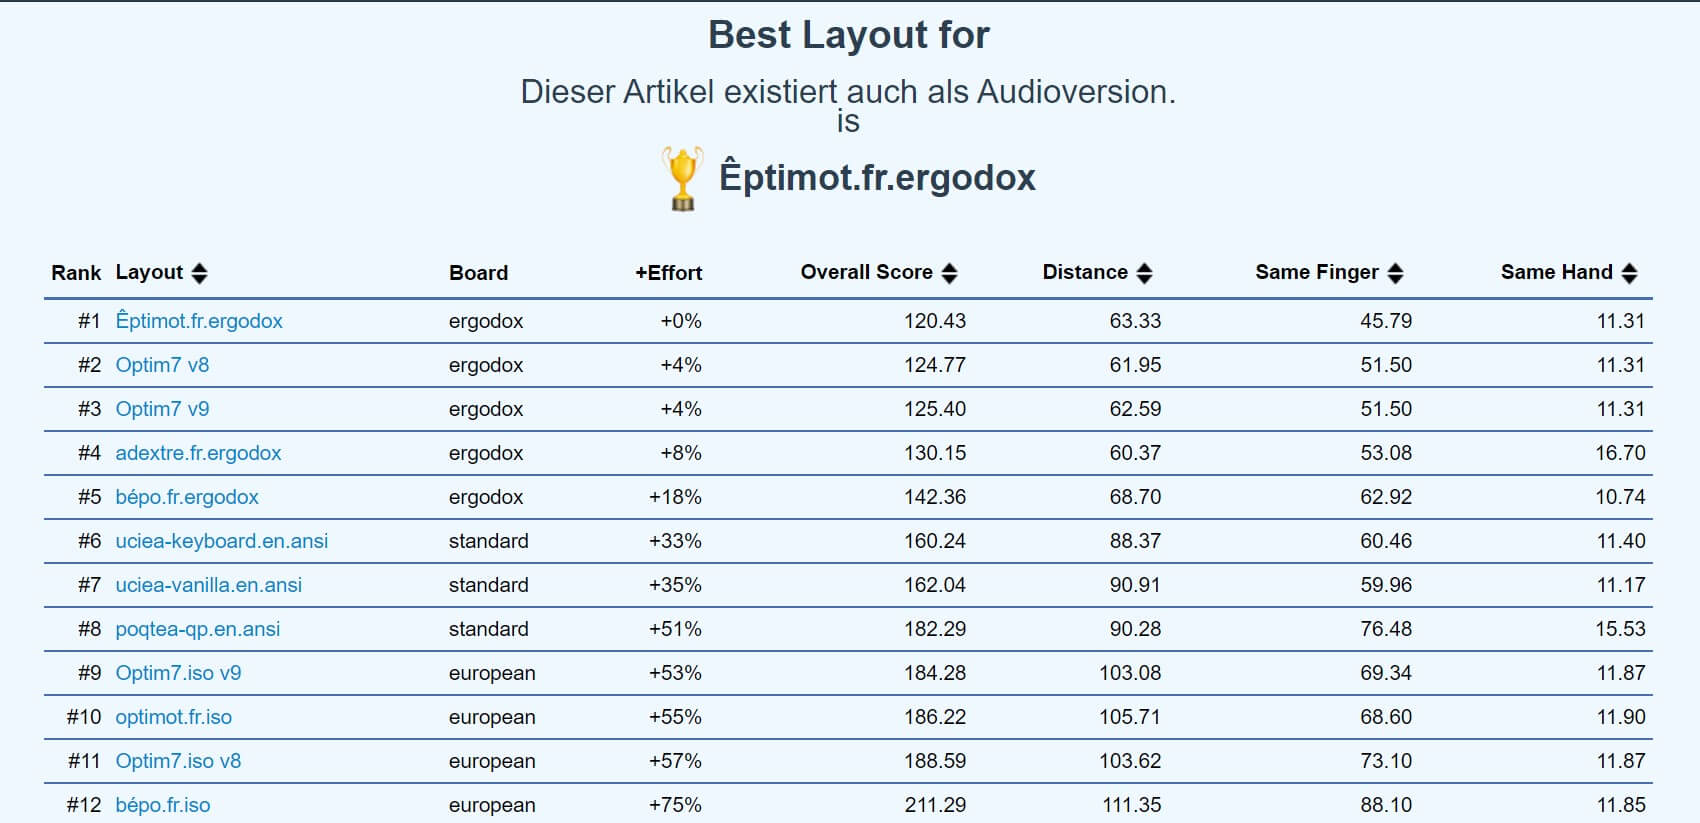 Best Layout for
Dieser Artikel existiert auch als Audioversion.
is
Êptimot.fr.ergodox
Rank Layout Board +Effort Overall Score Distance Same Finger Same Hand
#1 Êptimot.fr.ergodox ergodox +0% 120.43 63.33 45.79 11.31
#2 Optim7 v8 ergodox +4% 124.77 61.95 51.50 11.31
#3 Optim7 v9 ergodox +4% 125.40 62.59 51.50 11.31
#4 adextre.fr.ergodox ergodox +8% 130.15 60.37 53.08 16.70
#5 bépo.fr.ergodox ergodox +18% 142.36 68.70 62.92 10.74
#6 uciea-keyboard.en.ansi standard +33% 160.24 88.37 60.46 11.40
#7 uciea-vanilla.en.ansi standard +35% 162.04 90.91 59.96 11.17
#8 poqtea-qp.en.ansi standard +51% 182.29 90.28 76.48 15.53
#9 Optim7.iso v9 european +53% 184.28 103.08 69.34 11.87
#10 optimot.fr.iso european +55% 186.22 105.71 68.60 11.90
#11 Optim7.iso v8 european +57% 188.59 103.62 73.10 11.87
#12 bépo.fr.iso european +75% 211.29 111.35 88.10 11.85